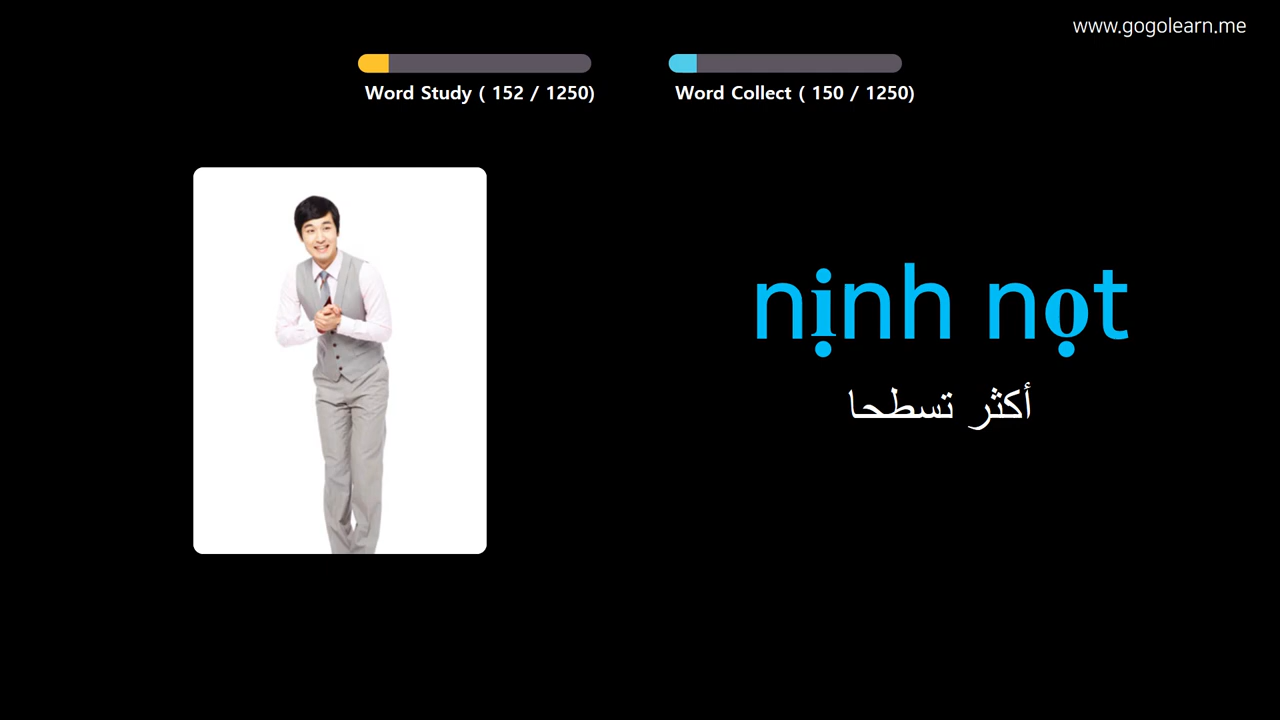 www.gogolearn.me
Word Study ( 152 / 1250)
Word Collect ( 150 / 1250)
nịnh nọt
أكثر تسطحا